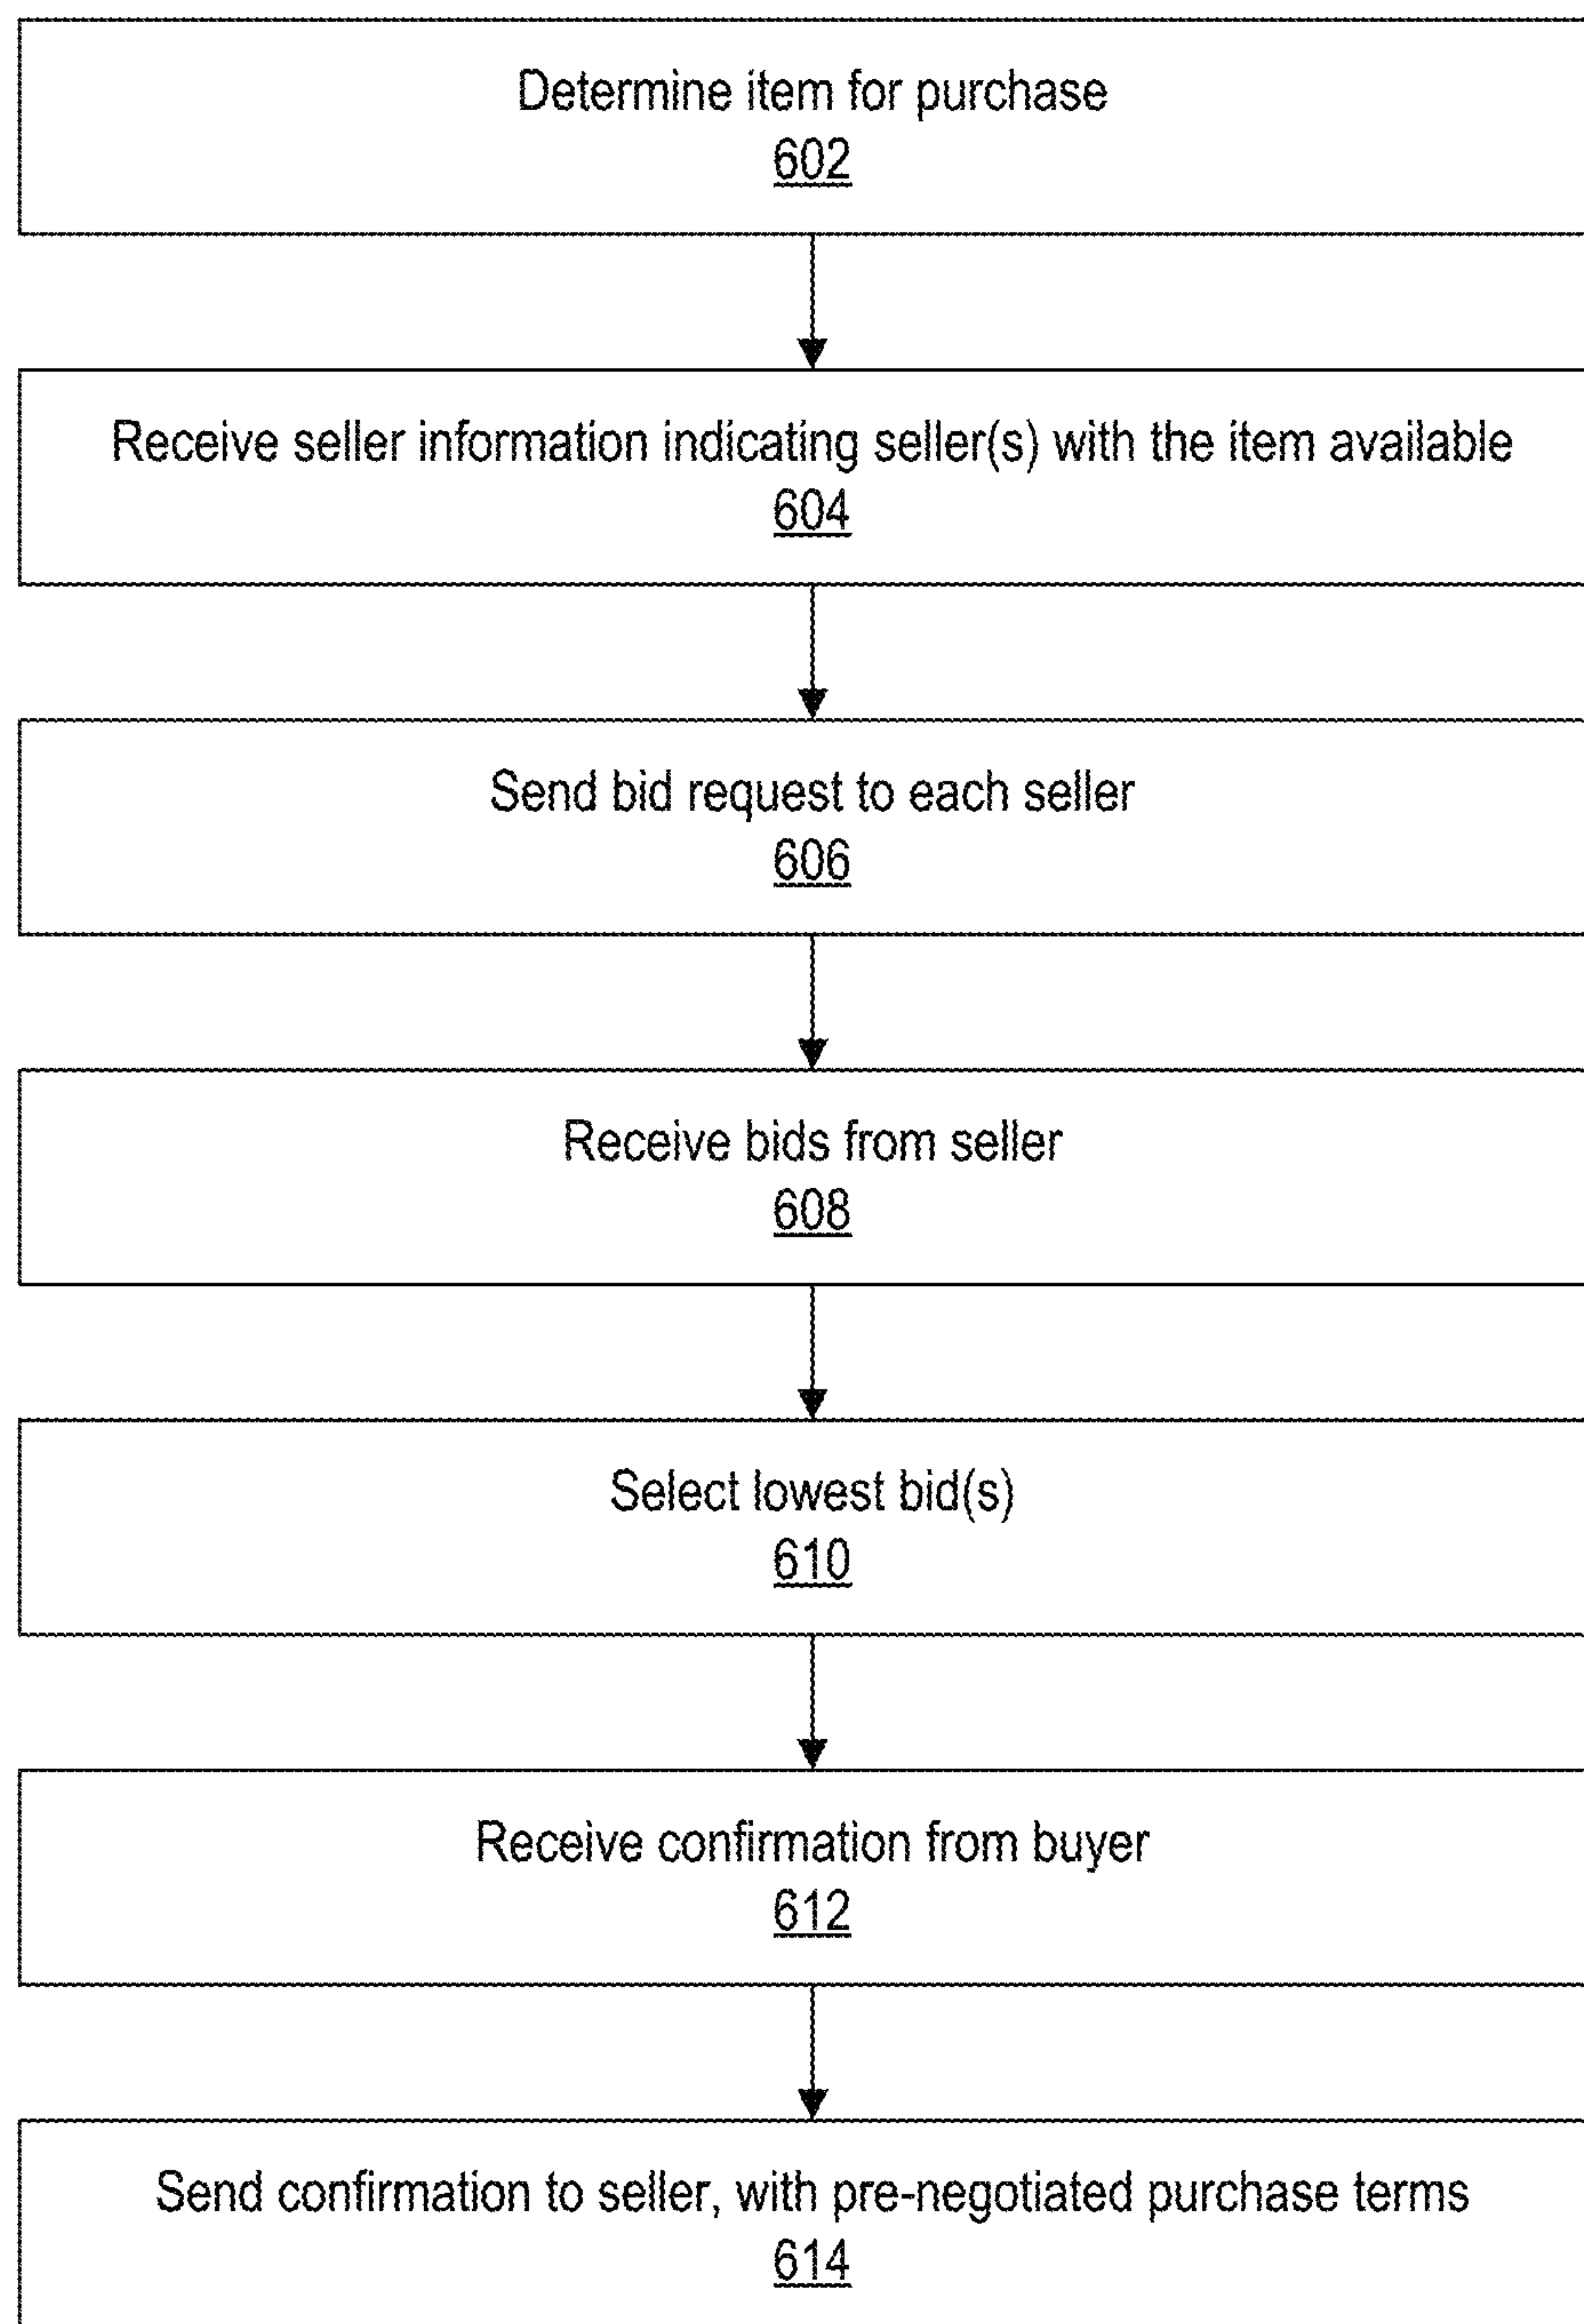 Determine item for purchase
602
Receive seller information indicating seller(s) with the item available
604
Send bid request to each seller
606
Receive bids from seller
608
Select lowest bid(s)
610
Receive confirmation from buyer
612
Send confirmation to seller, with pre-negotiated purchase terms
614